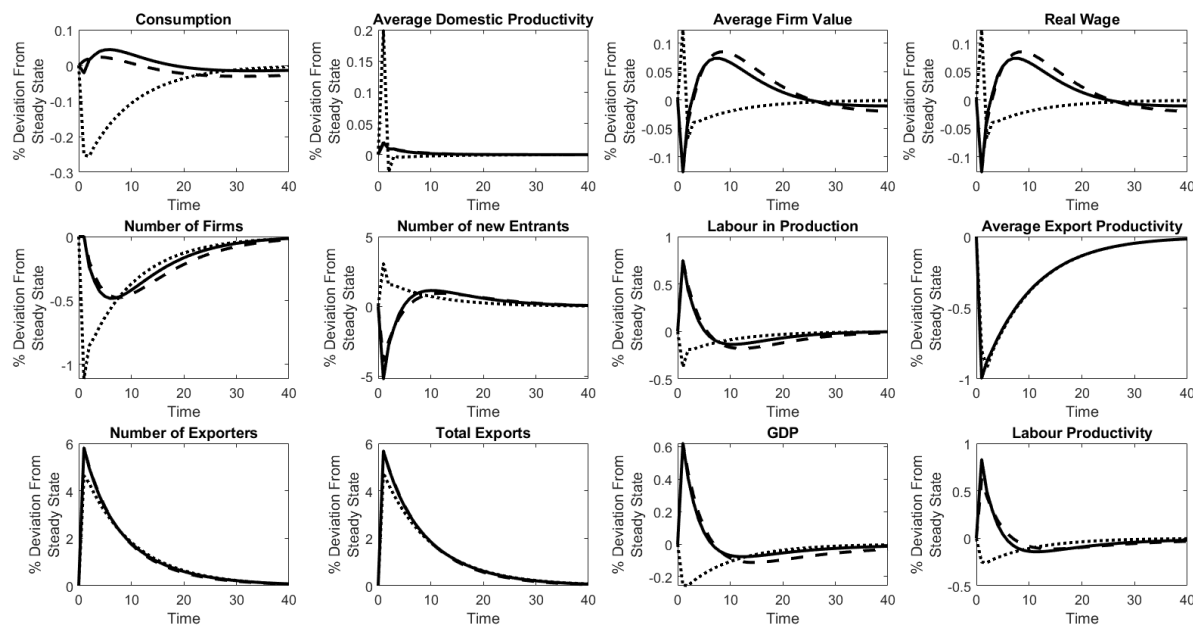 Consumption
% Deviation From
Steady State
0.1
0
-0.1
-0.2
-0.3
0 10 20 30 40
Time
Average Domestic Productivity
% Deviation From
Steady State
0.2
0.15
0.1
0.05
0
0 10 20 30 40
Time
Average Firm Value
% Deviation From
Steady State
0.1
0.05
0
-0.05
-0.1
0 10 20 30 40
Time
Real Wage
% Deviation From
Steady State
0.1
0.05
0
-0.05
-0.1
0 10 20 30 40
Time
Number of Firms
% Deviation From
Steady State
0
-0.5
-1
0 10 20 30 40
Time
Number of new Entrants
% Deviation From
Steady State
5
0
-5
0 10 20 30 40
Time
Labour in Production
% Deviation From
Steady State
1
0.5
0
-0.5
0 10 20 30 40
Time
Average Export Productivity
% Deviation From
Steady State
0
-0.5
-1
0 10 20 30 40
Time
Number of Exporters
% Deviation From
Steady State
6
4
2
0
0 10 20 30 40
Time
Total Exports
% Deviation From
Steady State
6
4
2
0
0 10 20 30 40
Time
GDP
% Deviation From
Steady State
0.6
0.4
0.2
0
-0.2
0 10 20 30 40
Time
Labour Productivity
% Deviation From
Steady State
1
0.5
0
-0.5
0 10 20 30 40
Time